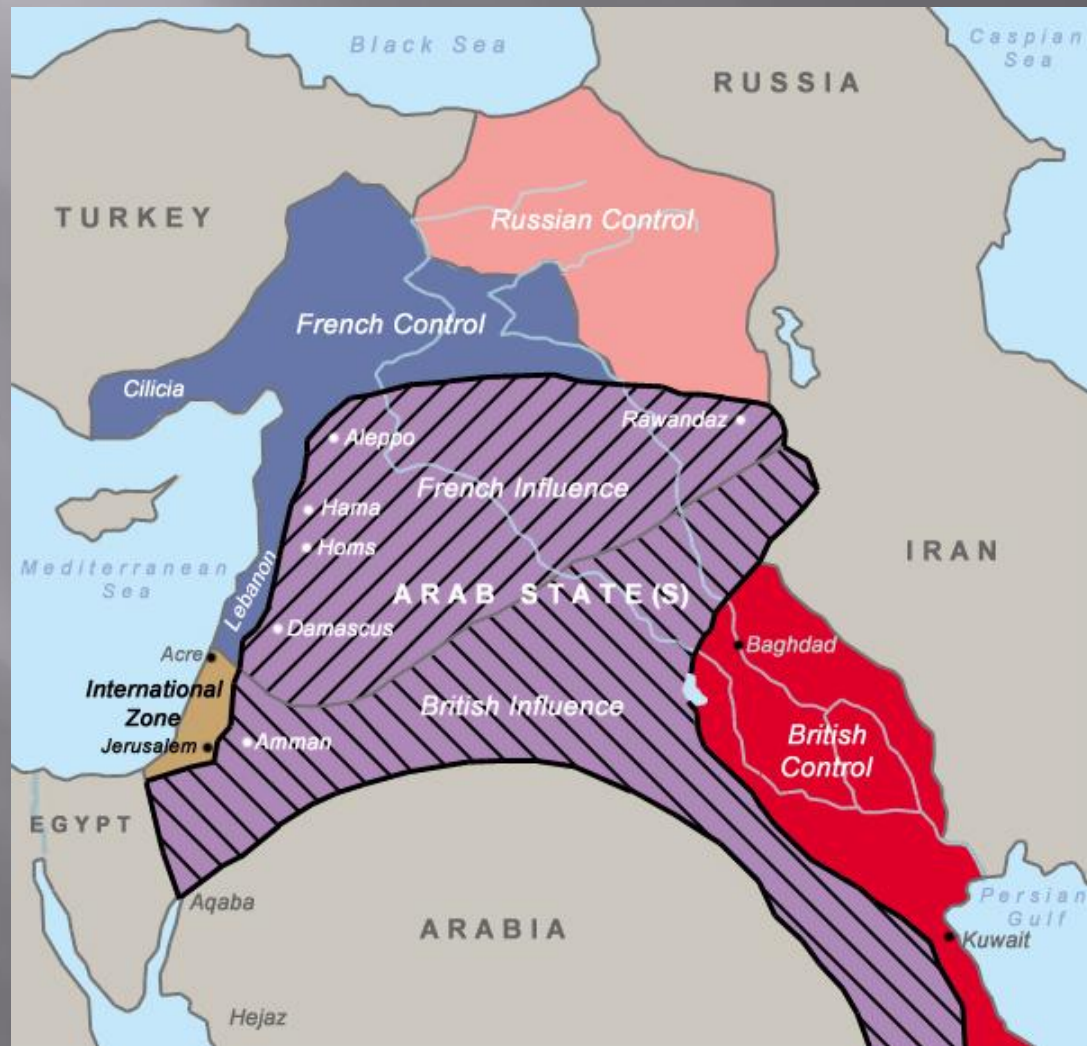 Black Sea
Caspian
Sea
RUSSIA
TURKEY
Russian Control
French Control
Cilicia
Rawandaz
Aleppo
French Influence
Hama
Homs
IRAN
Mediterranean
Sea
Lebanon
ARAB STATE(S)
Damascus
Acre
Baghdad
International
Zone
British Influence
Jerusalem
Amman
British
Control
EGYPT
Aqaba
Persian
Gulf
ARABIA
Kuwait
Hejaz